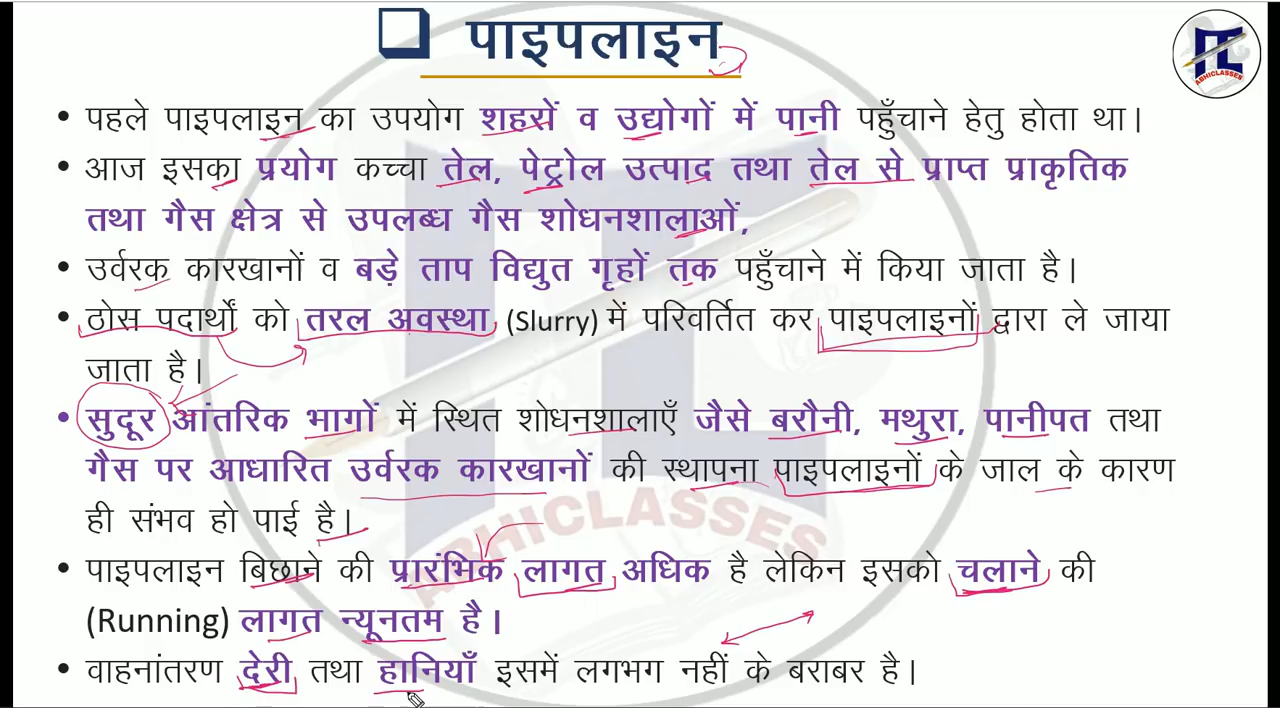 पाइपलाइन
ABHICLASSES
• पहले पाइपलाइन का उपयोग शहरों व उद्योगों में पानी पहुँचाने हेतु होता था।
• आज इसका प्रयोग कच्चा तेल, पेट्रोल उत्पाद तथा तेल से प्राप्त प्राकृतिक
तथा गैस क्षेत्र से उपलब्ध गैस शोधनशालाओं,
• उर्वरक कारखानों व बड़े ताप विद्युत गृहों तक पहुँचाने में किया जाता है।
• ठोस पदार्थों को तरल अवस्था (Slurry) में परिवर्तित कर पाइपलाइनों द्वारा ले जाया
जाता है।
• सुदूर आंतरिक भागों में स्थित शोधनशालाएँ जैसे बरौनी, मथुरा, पानीपत तथा
गैस पर आधारित उर्वरक कारखानों की स्थापना पाइपलाइनों के जाल के कारण
ही संभव हो पाई है।
ABHICLASSES
• पाइपलाइन बिछाने की प्रारंभिक लागत अधिक है लेकिन इसको चलाने की
(Running) लागत न्यूनतम है।
• वाहनांतरण देरी तथा हानियाँ इसमें लगभग नहीं के बराबर है।